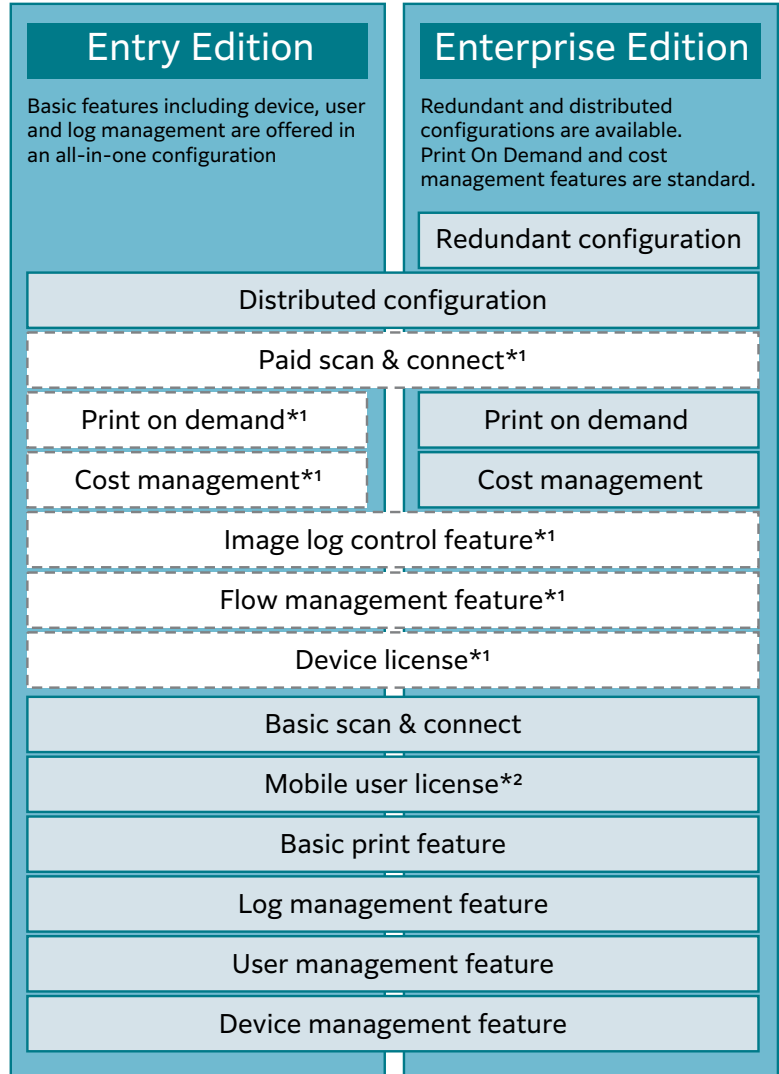 Entry Edition
Basic features including device, user
and log management are offered in
an all-in-one configuration
Enterprise Edition
Redundant and distributed
configurations are available.
Print On Demand and cost
management features are standard.
Redundant configuration
Distributed configuration
Paid scan & connect*¹
Print on demand*¹
Print on demand
Cost management*¹
Cost management
Image log control feature*¹
Flow management feature*¹
Device license*¹
Basic scan & connect
Mobile user license*²
Basic print feature
Log management feature
User management feature
Device management feature